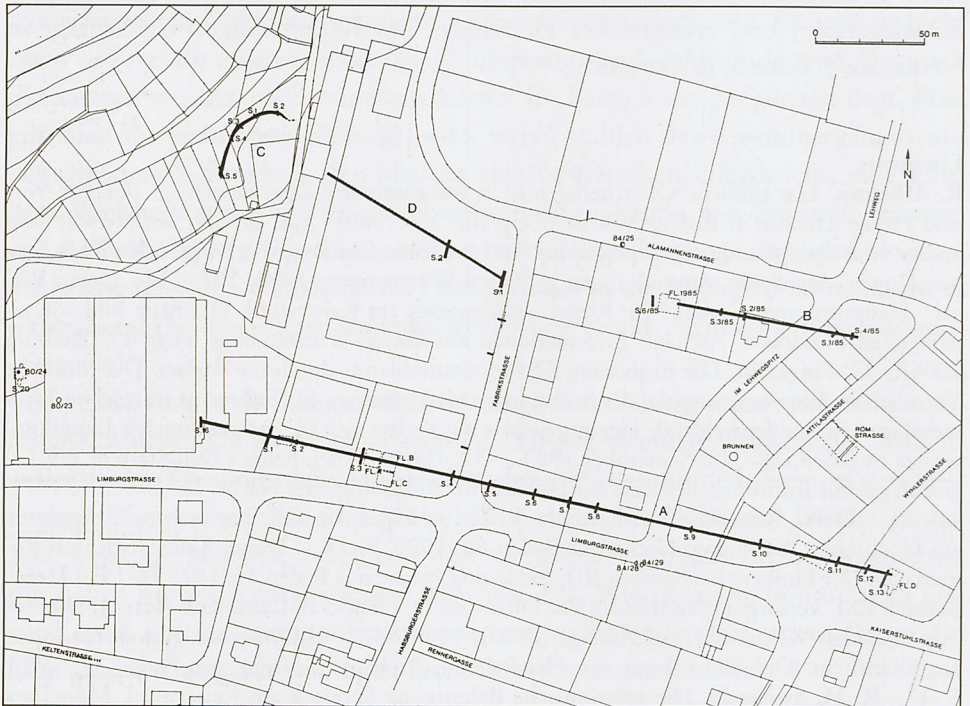 0 50 m
S.2
S.1
S.3
S.4
C
S.5
N
LEHWEG
D
84/25
ALAMANNENSTRASSE
S.2
S.1
FL.1985
S.6/85
S.2/85
S.3/85
B
S.4/85
S.1/85
FABRIKSTRASSE
IM LEHWEGSPITZ
80/24
S.20
80/23
ATTILASTRASSE
RÖM.
STRASSE
BRUNNEN
WYHLERSTRASSE
S.16
S.1
S.2
S.3
FL.B
FL.A
FL.C
LIMBURGSTRASSE
S.4
S.5
S.6
S.7
S.8
A
S.9
S.10
LIMBURGSTRASSE
84/29
84/28
S.11
S.12
S.13
FL.D
HABSBURGERSTRASSE
RENNERGASSE
KAISERSTUHLSTRASSE
KELTENSTRASSE